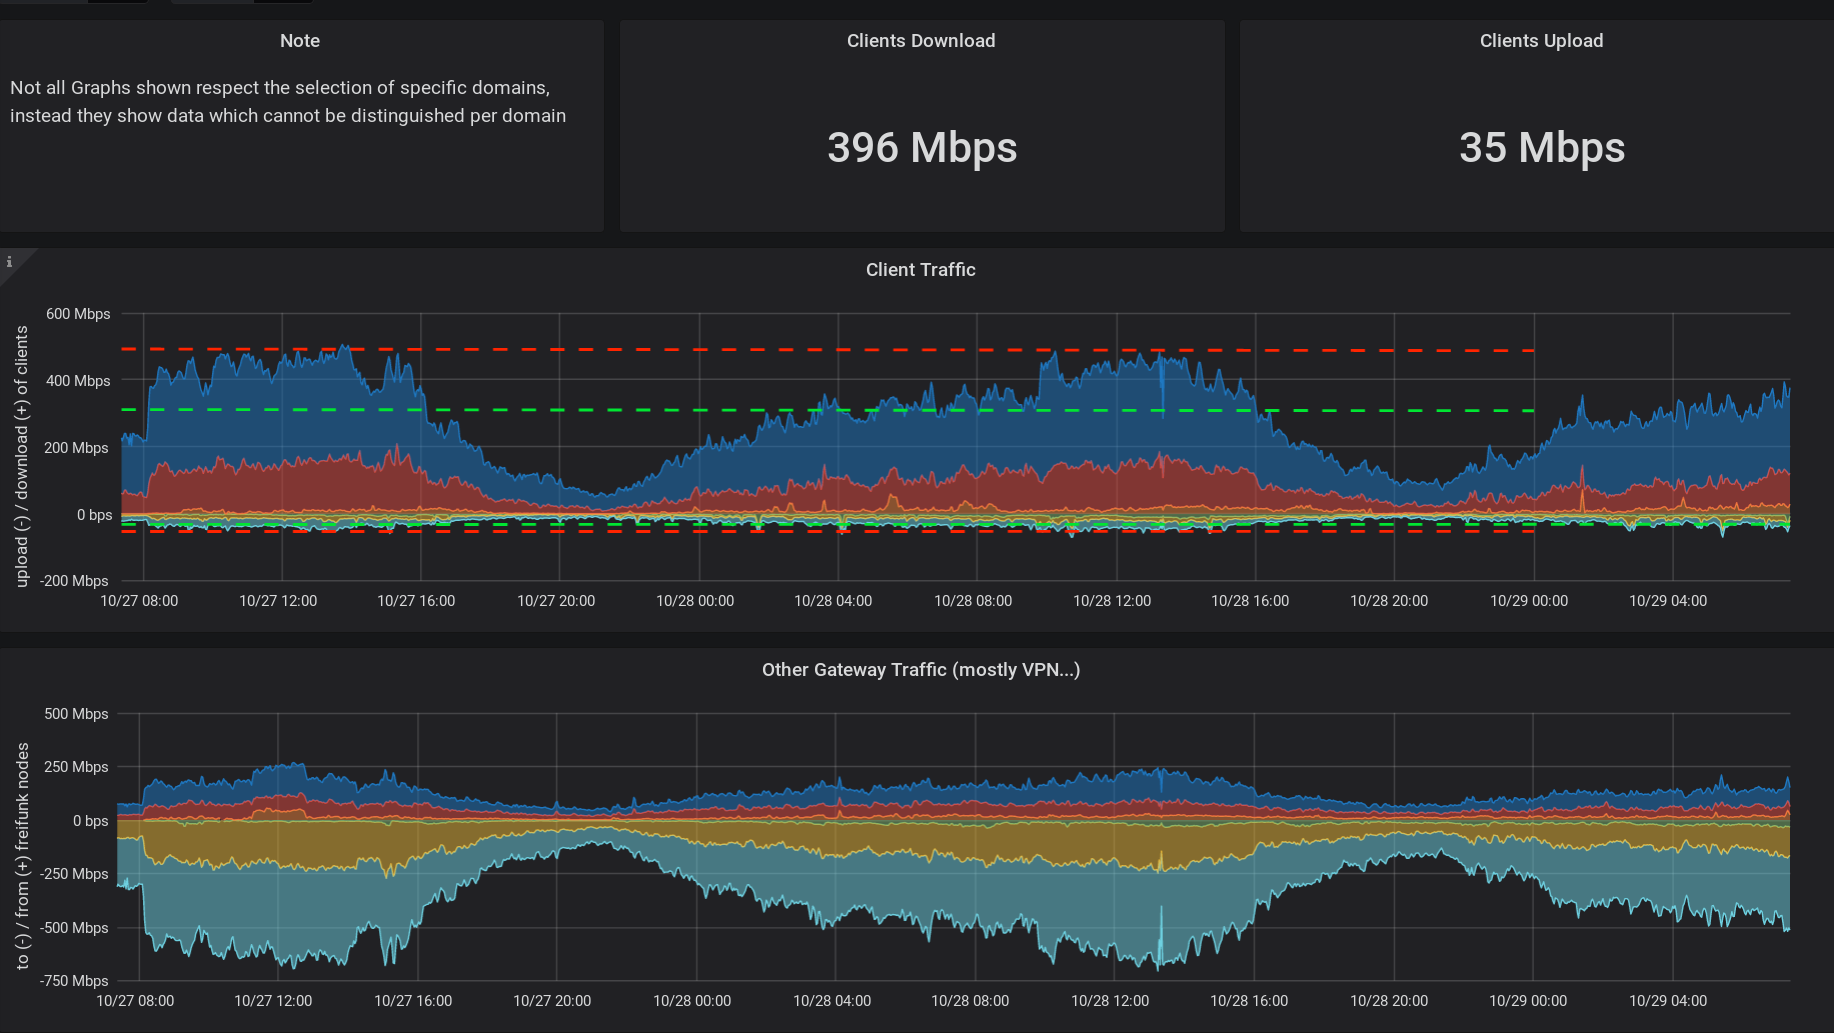 Note
Not all Graphs shown respect the selection of specific domains,
instead they show data which cannot be distinguished per domain
Clients Download
396 Mbps
Clients Upload
35 Mbps
i
Client Traffic
upload (-) / download (+) of clients
600 Mbps
400 Mbps
200 Mbps
0 bps
-200 Mbps
10/27 08:00 10/27 12:00 10/27 16:00 10/27 20:00 10/28 00:00 10/28 04:00 10/28 08:00 10/28 12:00 10/28 16:00 10/28 20:00 10/29 00:00 10/29 04:00
Other Gateway Traffic (mostly VPN...)
to (-) / from (+) freifunk nodes
500 Mbps
250 Mbps
0 bps
-250 Mbps
-500 Mbps
-750 Mbps
10/27 08:00 10/27 12:00 10/27 16:00 10/27 20:00 10/28 00:00 10/28 04:00 10/28 08:00 10/28 12:00 10/28 16:00 10/28 20:00 10/29 00:00 10/29 04:00